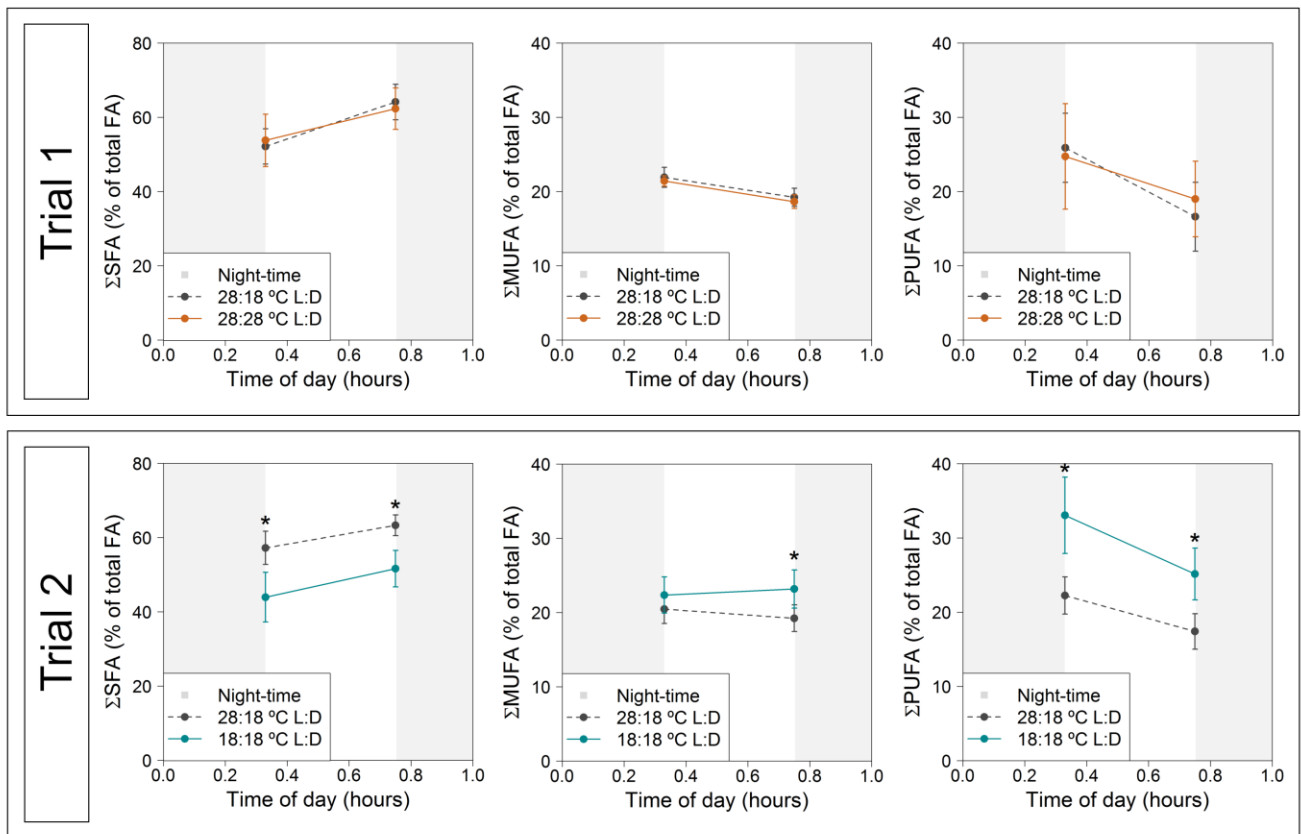 Trial 1
ΣSFA (% of total FA)
80
60
40
20
0
Night-time
28:18 ºC L:D
28:28 ºC L:D
0.0 0.2 0.4 0.6 0.8 1.0
Time of day (hours)
ΣMUFA (% of total FA)
40
30
20
10
0
Night-time
28:18 ºC L:D
28:28 ºC L:D
0.0 0.2 0.4 0.6 0.8 1.0
Time of day (hours)
ΣPUFA (% of total FA)
40
30
20
10
0
Night-time
28:18 ºC L:D
28:28 ºC L:D
0.0 0.2 0.4 0.6 0.8 1.0
Time of day (hours)
Trial 2
ΣSFA (% of total FA)
80
60
40
20
0
* *
Night-time
28:18 ºC L:D
18:18 ºC L:D
0.0 0.2 0.4 0.6 0.8 1.0
Time of day (hours)
ΣMUFA (% of total FA)
40
30
20
10
0
*
Night-time
28:18 ºC L:D
18:18 ºC L:D
0.0 0.2 0.4 0.6 0.8 1.0
Time of day (hours)
ΣPUFA (% of total FA)
40
30
20
10
0
* *
Night-time
28:18 ºC L:D
18:18 ºC L:D
0.0 0.2 0.4 0.6 0.8 1.0
Time of day (hours)